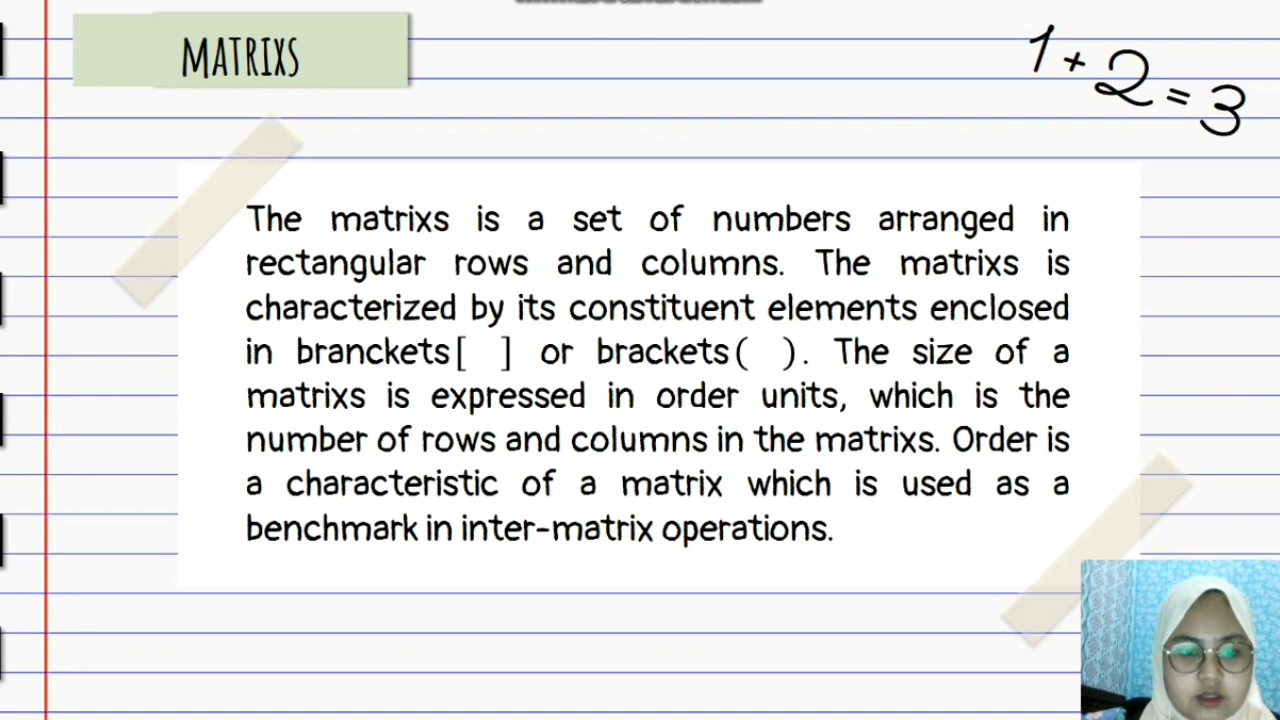 MATRIXS
1 + 2 = 3
The matrixs is a set of numbers arranged in
rectangular rows and columns. The matrixs is
characterized by its constituent elements enclosed
in branckets[ ] or brackets( ). The size of a
matrixs is expressed in order units, which is the
number of rows and columns in the matrixs. Order is
a characteristic of a matrix which is used as a
benchmark in inter-matrix operations.